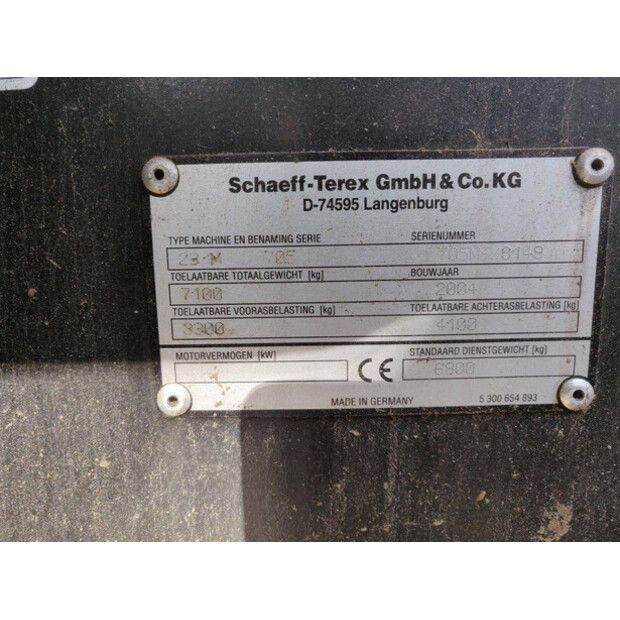 Schaeff-Terex GmbH & Co. KG
D-74595 Langenburg
TYPE MACHINE EN BENAMING SERIE SERIENUMMER
TOELAATBARE TOTAALGEWICHT [kg] BOUWJAAR
7100 2004
TOELAATBARE VOORASBELASTING [kg] TOELAATBARE ACHTERASBELASTING [kg]
3300 4100
MOTORVERMOGEN [kW] CE STANDAARD DIENSTGEWICHT [kg]
6800
MADE IN GERMANY 5 300 654 893